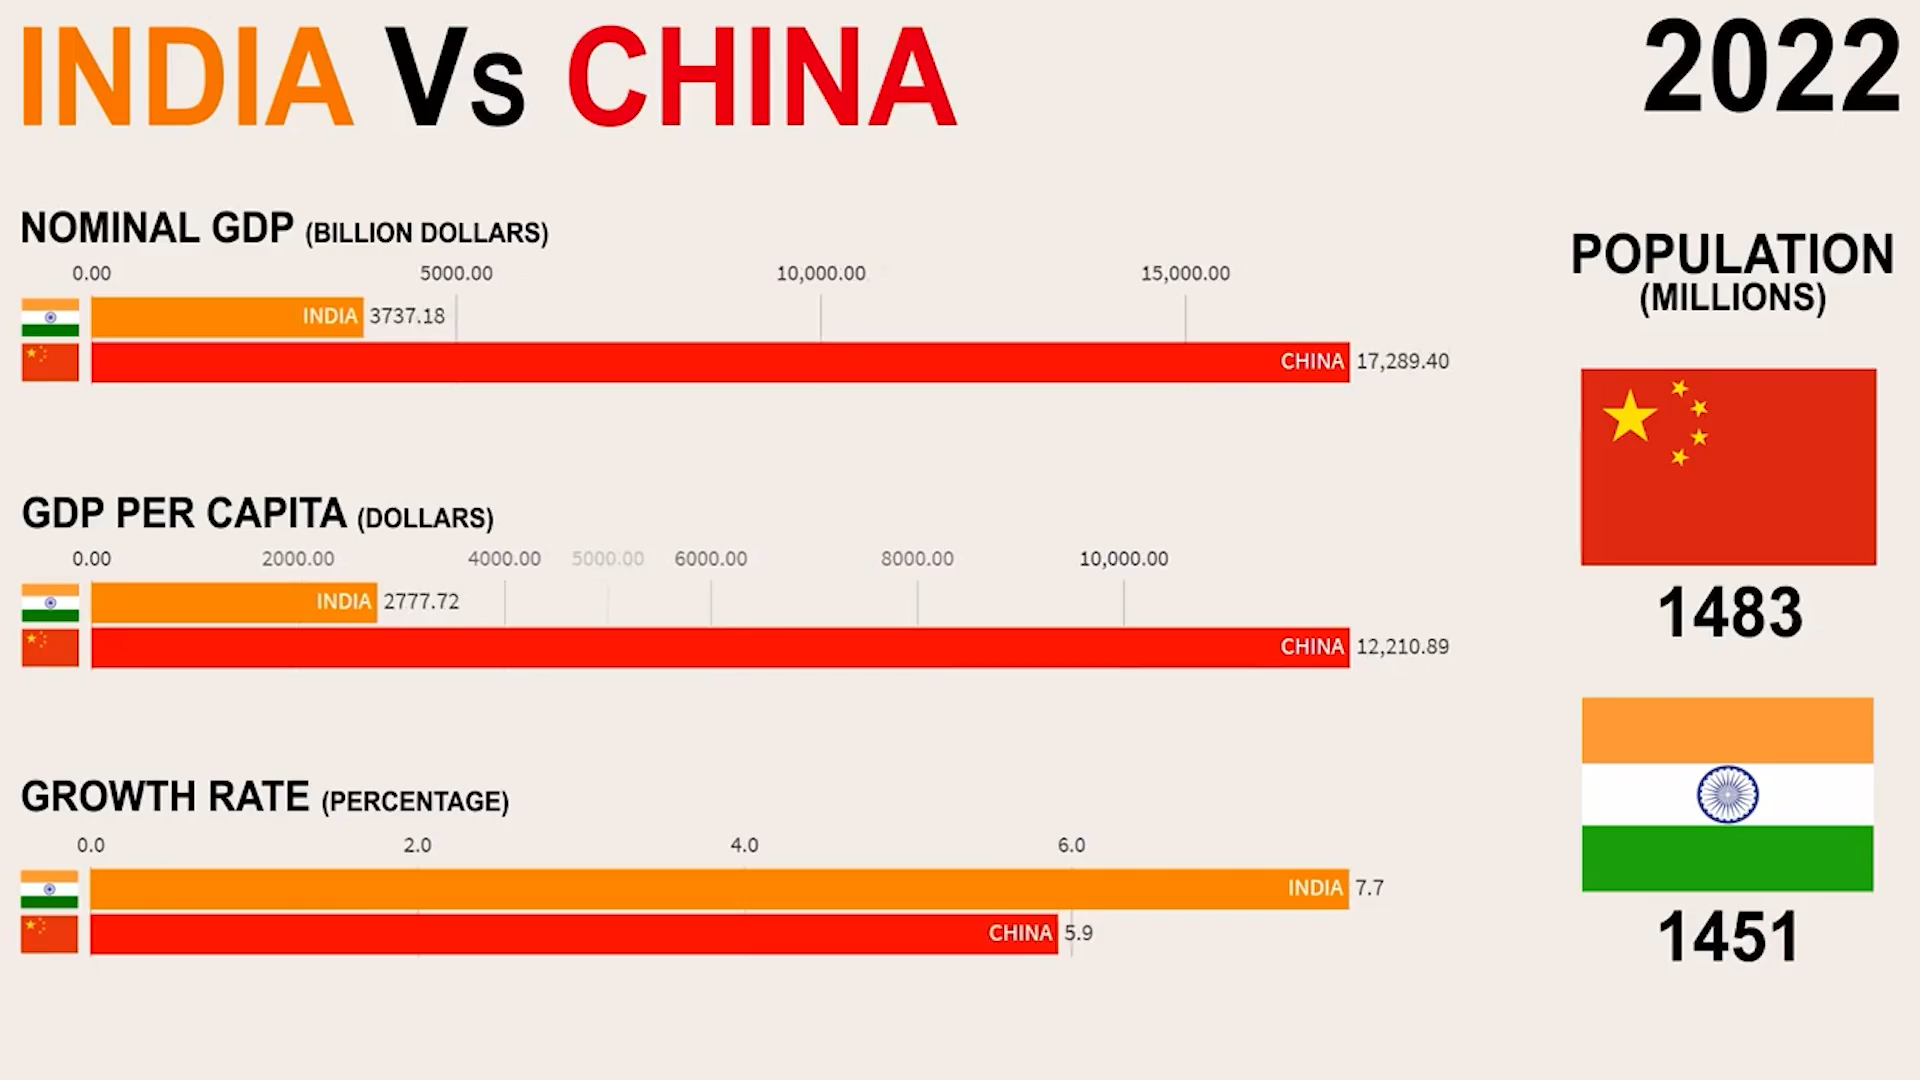 INDIA Vs CHINA
2022
NOMINAL GDP (BILLION DOLLARS)
0.00 5000.00 10,000.00 15,000.00
INDIA 3737.18
CHINA 17,289.40
GDP PER CAPITA (DOLLARS)
0.00 2000.00 4000.00 5000.00 6000.00 8000.00 10,000.00
INDIA 2777.72
CHINA 12,210.89
GROWTH RATE (PERCENTAGE)
0.0 2.0 4.0 6.0
INDIA 7.7
CHINA 5.9
POPULATION
(MILLIONS)
1483
1451